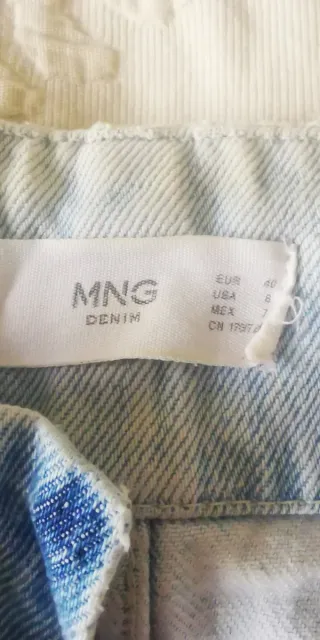 MNG
DENIM
EUR 40
USA 8
MEX
CN